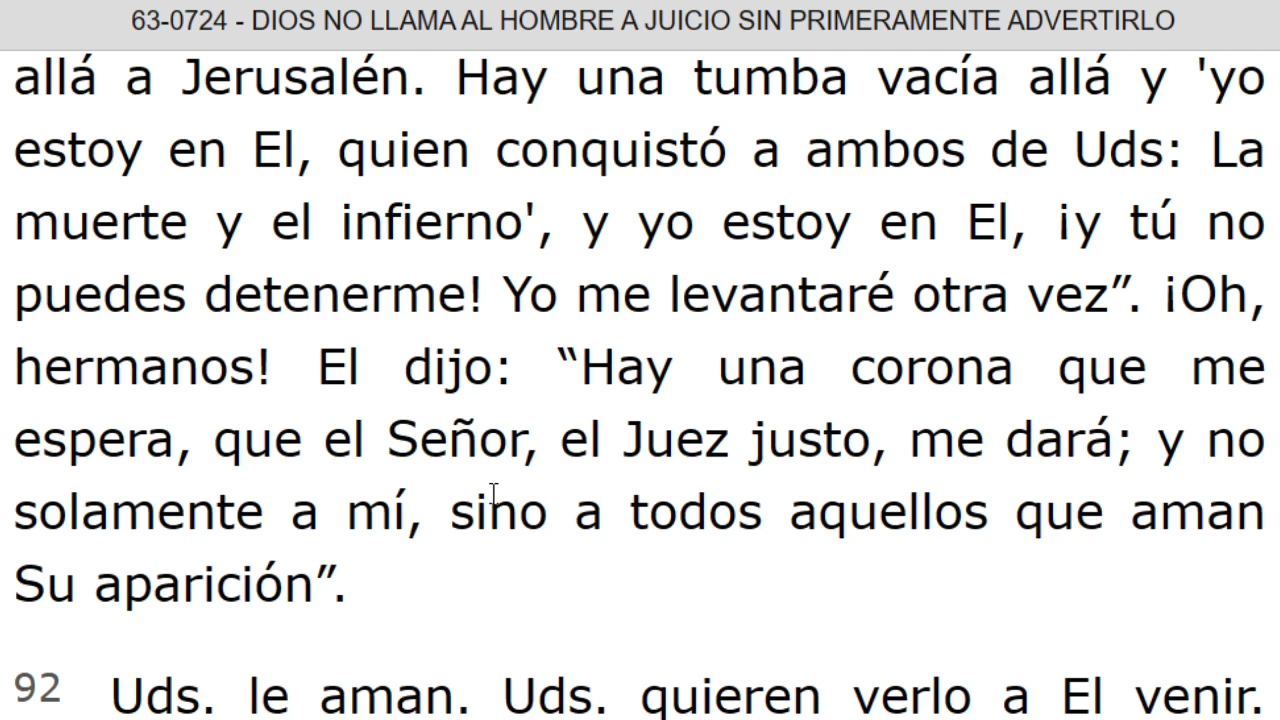 63-0724 - DIOS NO LLAMA AL HOMBRE A JUICIO SIN PRIMERAMENTE ADVERTIRLO
allá a Jerusalén. Hay una tumba vacía allá y 'yo
estoy en El, quien conquistó a ambos de Uds: La
muerte y el infierno', y yo estoy en El, ¡y tú no
puedes detenerme! Yo me levantaré otra vez”. ¡Oh,
hermanos! El dijo: “Hay una corona que me
espera, que el Señor, el Juez justo, me dará; y no
solamente a mí, sino a todos aquellos que aman
Su aparición”.
92 Uds. le aman. Uds. quieren verlo a El venir.